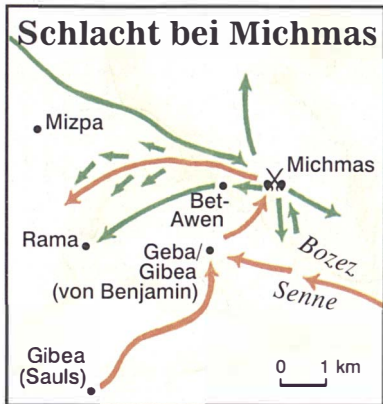 Schlacht bei Michmas
Mizpa
Michmas
Bet-
Awen
Rama
Geba/
Gibea
(von Benjamin)
Bozez
Senne
Gibea
(Sauls)
0 1 km